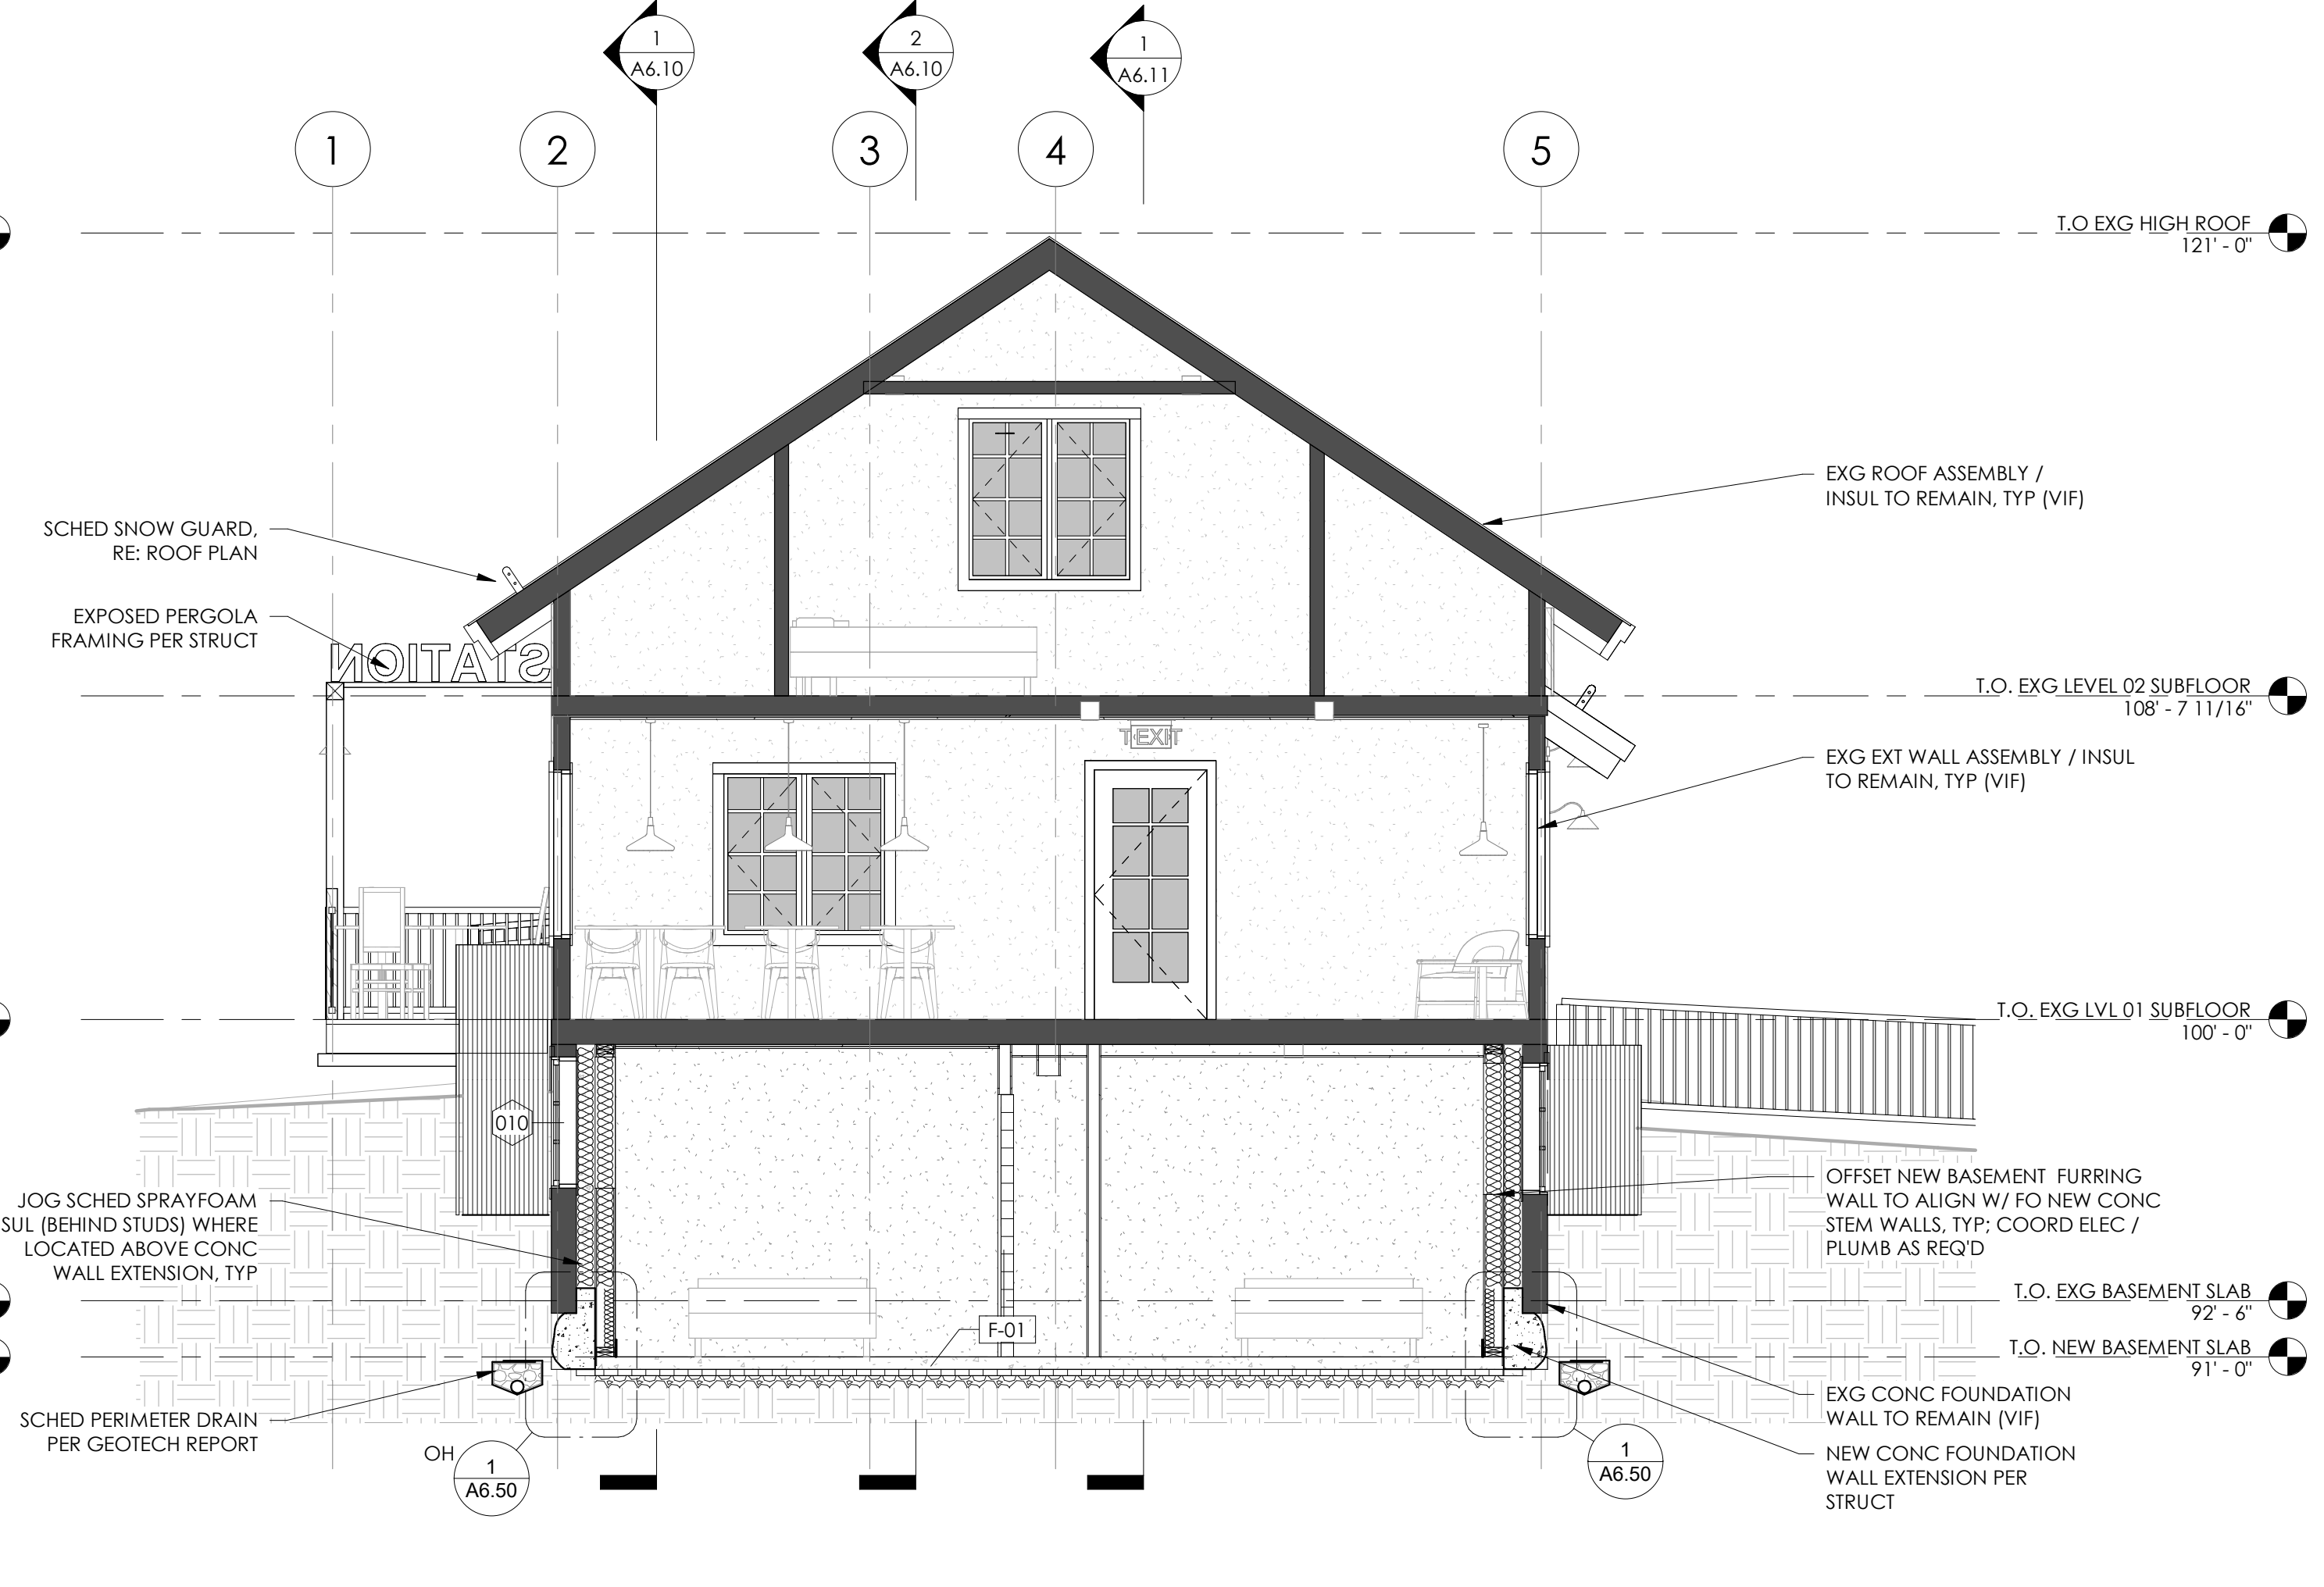 1
A6.10
2
A6.10
1
A6.11
1
2
3
4
5
T.O EXG HIGH ROOF
121' - 0"
EXG ROOF ASSEMBLY /
INSUL TO REMAIN, TYP (VIF)
SCHED SNOW GUARD,
RE: ROOF PLAN
EXPOSED PERGOLA
FRAMING PER STRUCT
STATION
T.O. EXG LEVEL 02 SUBFLOOR
108' - 7 11/16"
EXIT
EXG EXT WALL ASSEMBLY / INSUL
TO REMAIN, TYP (VIF)
T.O. EXG LVL 01 SUBFLOOR
100' - 0"
010
JOG SCHED SPRAYFOAM
SUL (BEHIND STUDS) WHERE
LOCATED ABOVE CONC
WALL EXTENSION, TYP
OFFSET NEW BASEMENT FURRING
WALL TO ALIGN W/ FO NEW CONC
STEM WALLS, TYP; COORD ELEC /
PLUMB AS REQ'D
T.O. EXG BASEMENT SLAB
92' - 6"
F-01
T.O. NEW BASEMENT SLAB
91' - 0"
SCHED PERIMETER DRAIN
PER GEOTECH REPORT
EXG CONC FOUNDATION
WALL TO REMAIN (VIF)
OH
1
A6.50
1
A6.50
NEW CONC FOUNDATION
WALL EXTENSION PER
STRUCT